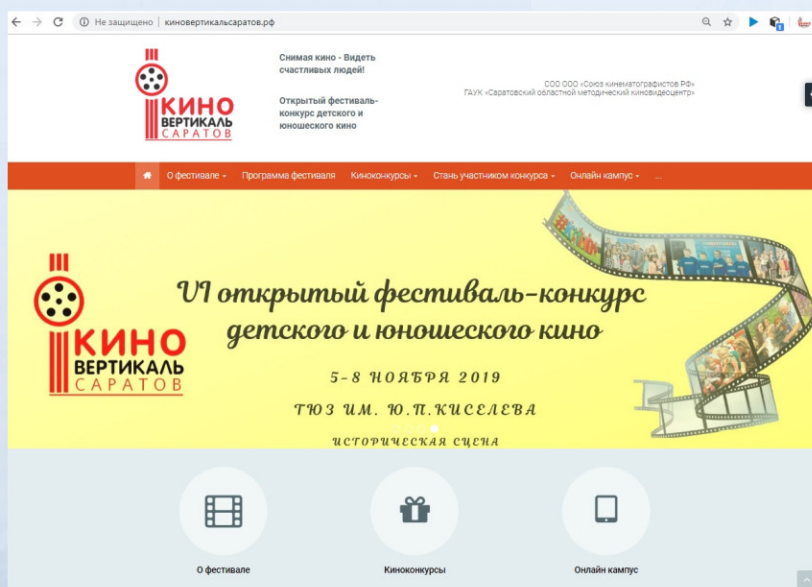 Не защищено | киновертикальсаратов.рф
КИНО
ВЕРТИКАЛЬ
САРАТОВ
Снимая кино - Видеть
счастливых людей!
Открытый фестиваль-
конкурс детского и
юношеского кино
СОО ООО «Союз кинематографистов РФ»
ГАУК «Саратовский областной методический киновидеоцентр»
О фестивале Программа фестиваля Киноконкурсы Стань участником конкурса Онлайн кампус ...
КИНО
ВЕРТИКАЛЬ
САРАТОВ
VI открытый фестиваль-конкурс
детского и юношеского кино
5-8 НОЯБРЯ 2019
ТЮЗ ИМ. Ю.П.КИСЕЛЕВА
ИСТОРИЧЕСКАЯ СЦЕНА
О фестивале
Киноконкурсы
Онлайн кампус